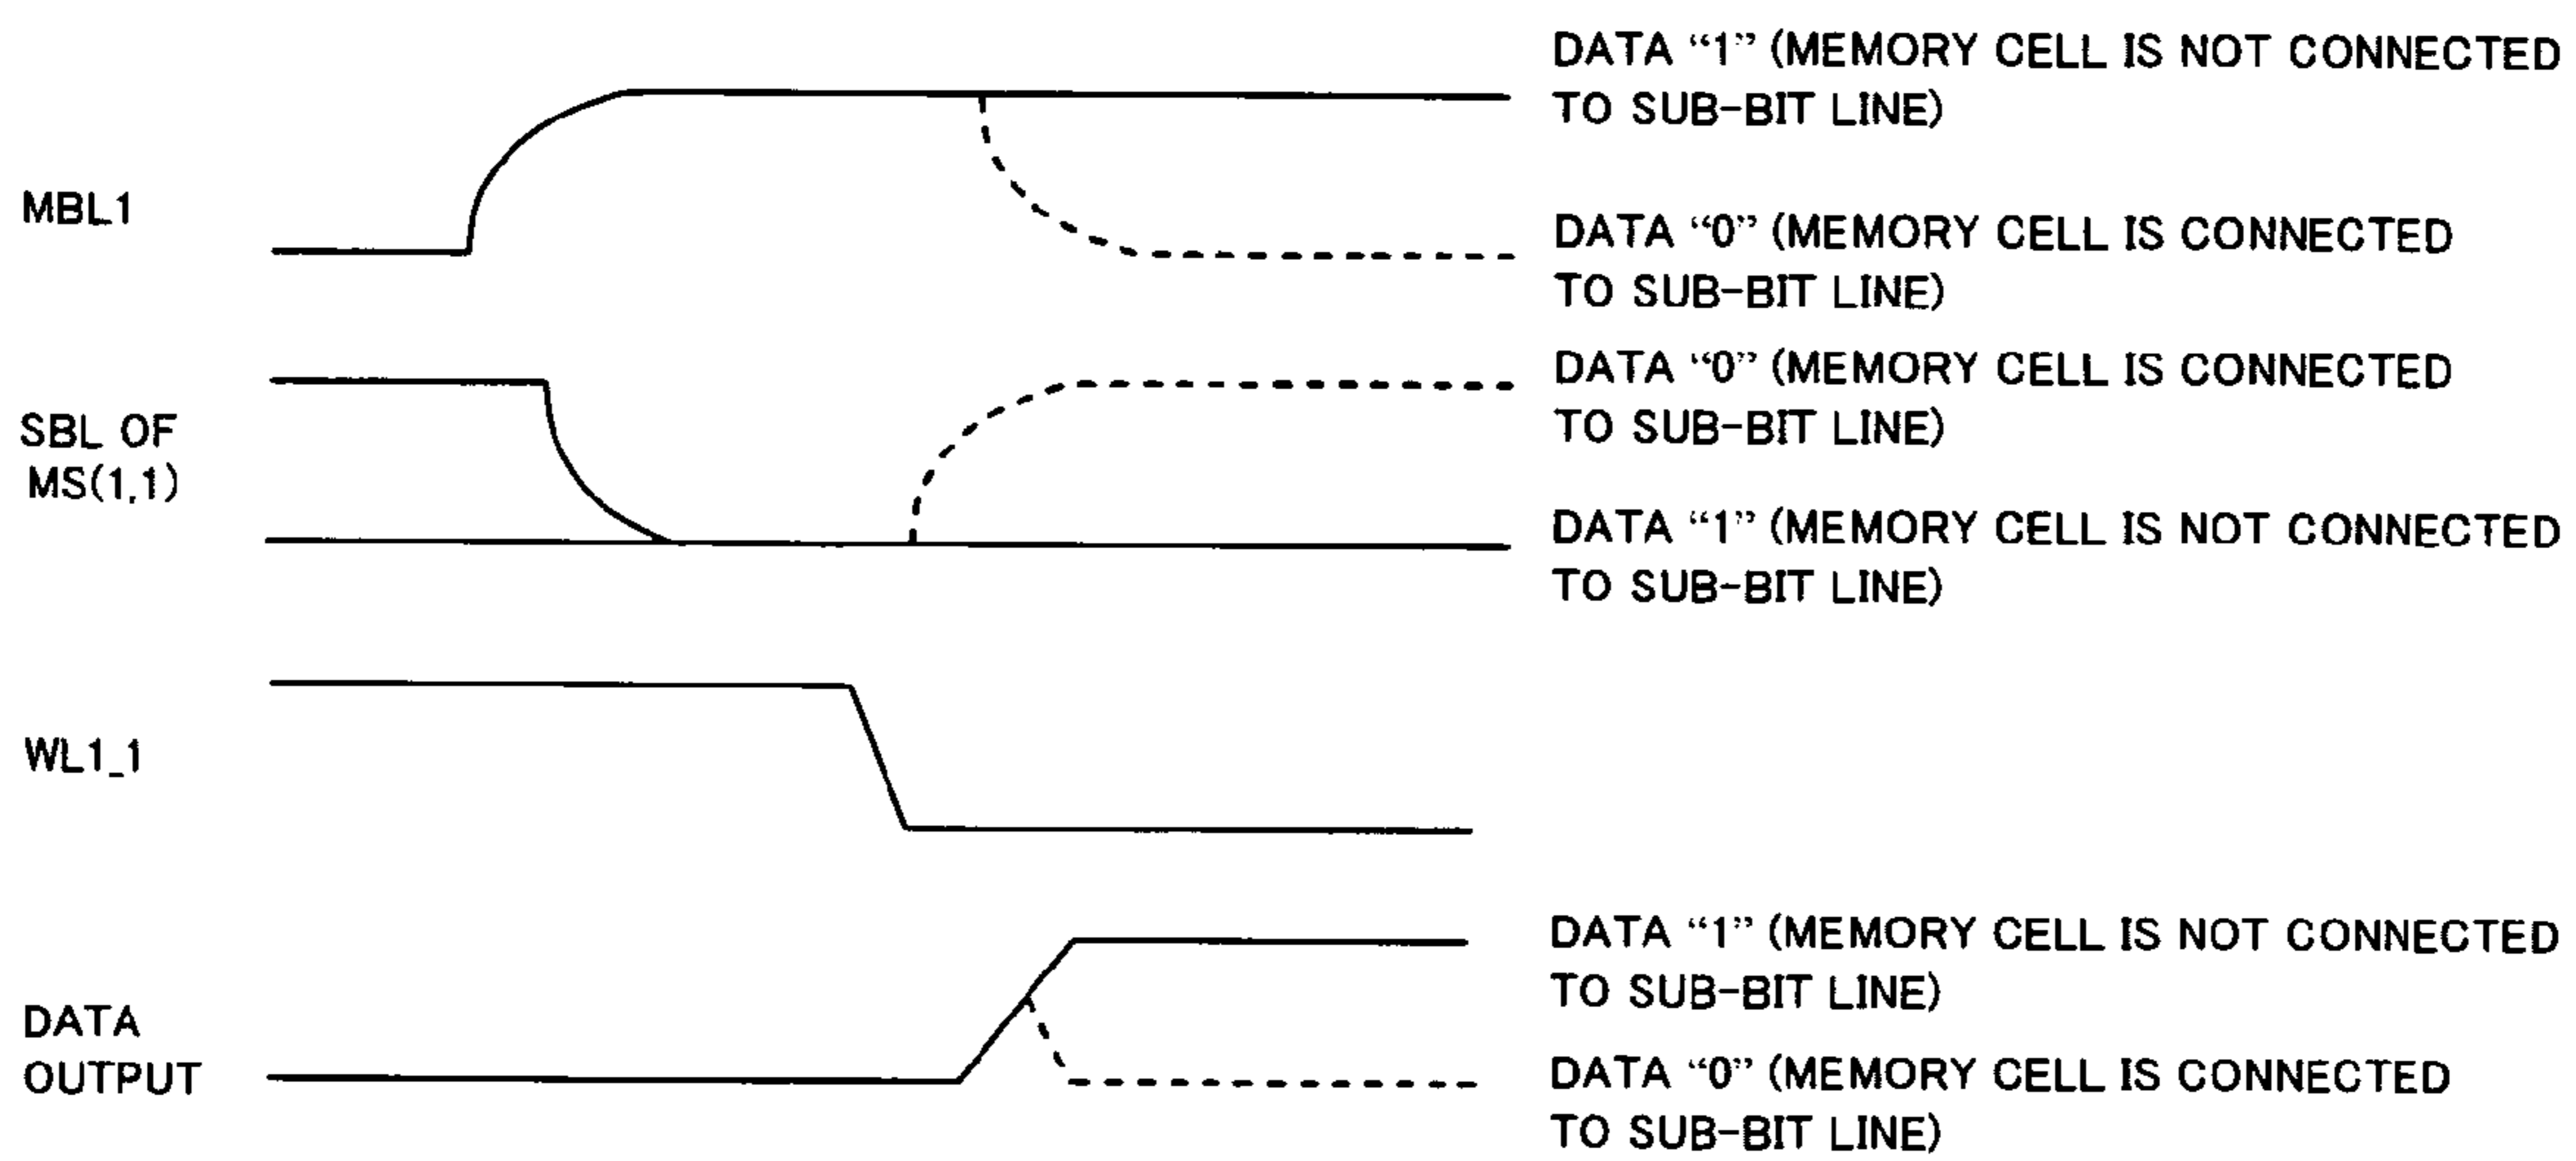 DATA “1” (MEMORY CELL IS NOT CONNECTED
TO SUB-BIT LINE)
MBL1
DATA “0” (MEMORY CELL IS CONNECTED
TO SUB-BIT LINE)
DATA “0” (MEMORY CELL IS CONNECTED
TO SUB-BIT LINE)
SBL OF
MS(1,1)
DATA “1” (MEMORY CELL IS NOT CONNECTED
TO SUB-BIT LINE)
WL1_1
DATA “1” (MEMORY CELL IS NOT CONNECTED
TO SUB-BIT LINE)
DATA
OUTPUT
DATA “0” (MEMORY CELL IS CONNECTED
TO SUB-BIT LINE)